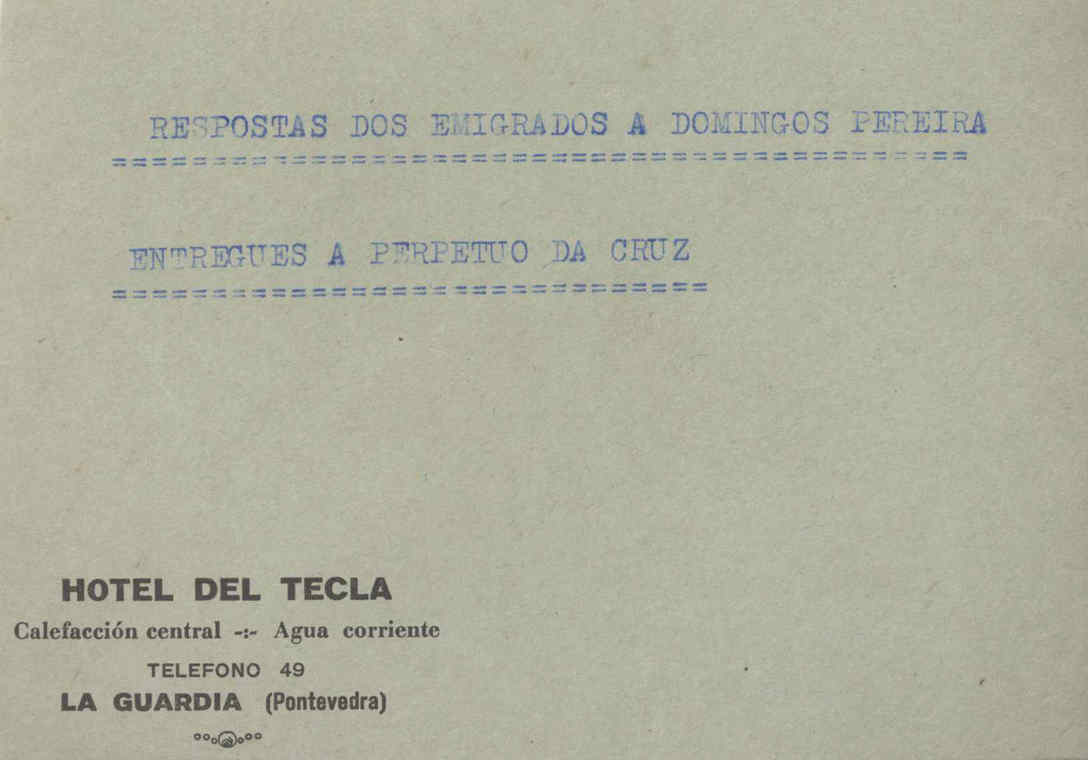 RESPOSTAS DOS EMIGRADOS A DOMINGOS PEREIRA
===========================================
ENTREGUES A PERPETUO DA CRUZ
==============================
HOTEL DEL TECLA
Calefacción central -:- Agua corriente
TELEFONO 49
LA GUARDIA (Pontevedra)